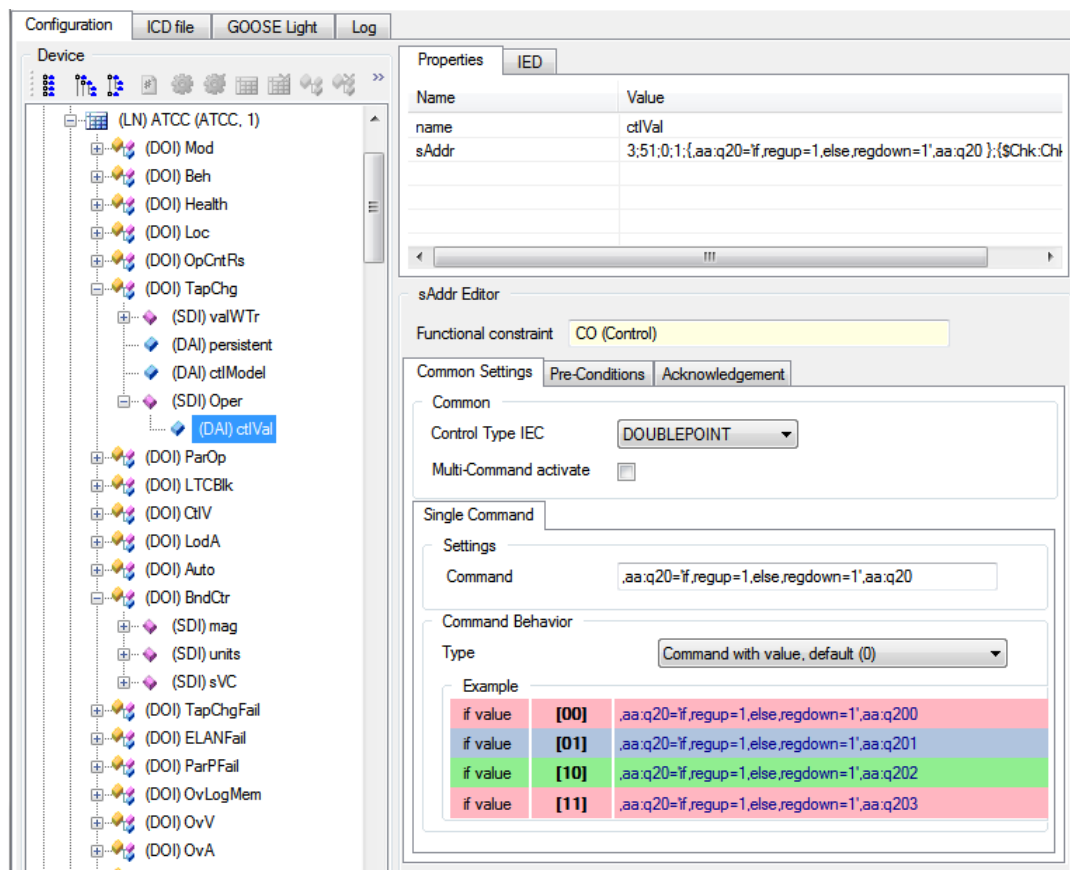 Configuration ICD file GOOSE Light Log
Device
(LN) ATCC (ATCC, 1)
(DOI) Mod
(DOI) Beh
(DOI) Health
(DOI) Loc
(DOI) OpCntRs
(DOI) TapChg
(SDI) valWTr
(DAI) persistent
(DAI) ctlModel
(SDI) Oper
(DAI) ctlVal
(DOI) ParOp
(DOI) LTCBlk
(DOI) CtlV
(DOI) LodA
(DOI) Auto
(DOI) BndCtr
(SDI) mag
(SDI) units
(SDI) sVC
(DOI) TapChgFail
(DOI) ELANFail
(DOI) ParPFail
(DOI) OvLogMem
(DOI) OvV
(DOI) OvA
Properties IED
Name Value
name ctlVal
sAddr 3;51;0;1;{,aa:q20='if,regup=1,else,regdown=1',aa:q20 };{$Chk:Chk
sAddr Editor
Functional constraint CO (Control)
Common Settings Pre-Conditions Acknowledgement
Common
Control Type IEC DOUBLEPOINT
Multi-Command activate
Single Command
Settings
Command ,aa:q20='if,regup=1,else,regdown=1',aa:q20
Command Behavior
Type Command with value, default (0)
Example
if value [00] ,aa:q20='if,regup=1,else,regdown=1',aa:q200
if value [01] ,aa:q20='if,regup=1,else,regdown=1',aa:q201
if value [10] ,aa:q20='if,regup=1,else,regdown=1',aa:q202
if value [11] ,aa:q20='if,regup=1,else,regdown=1',aa:q203